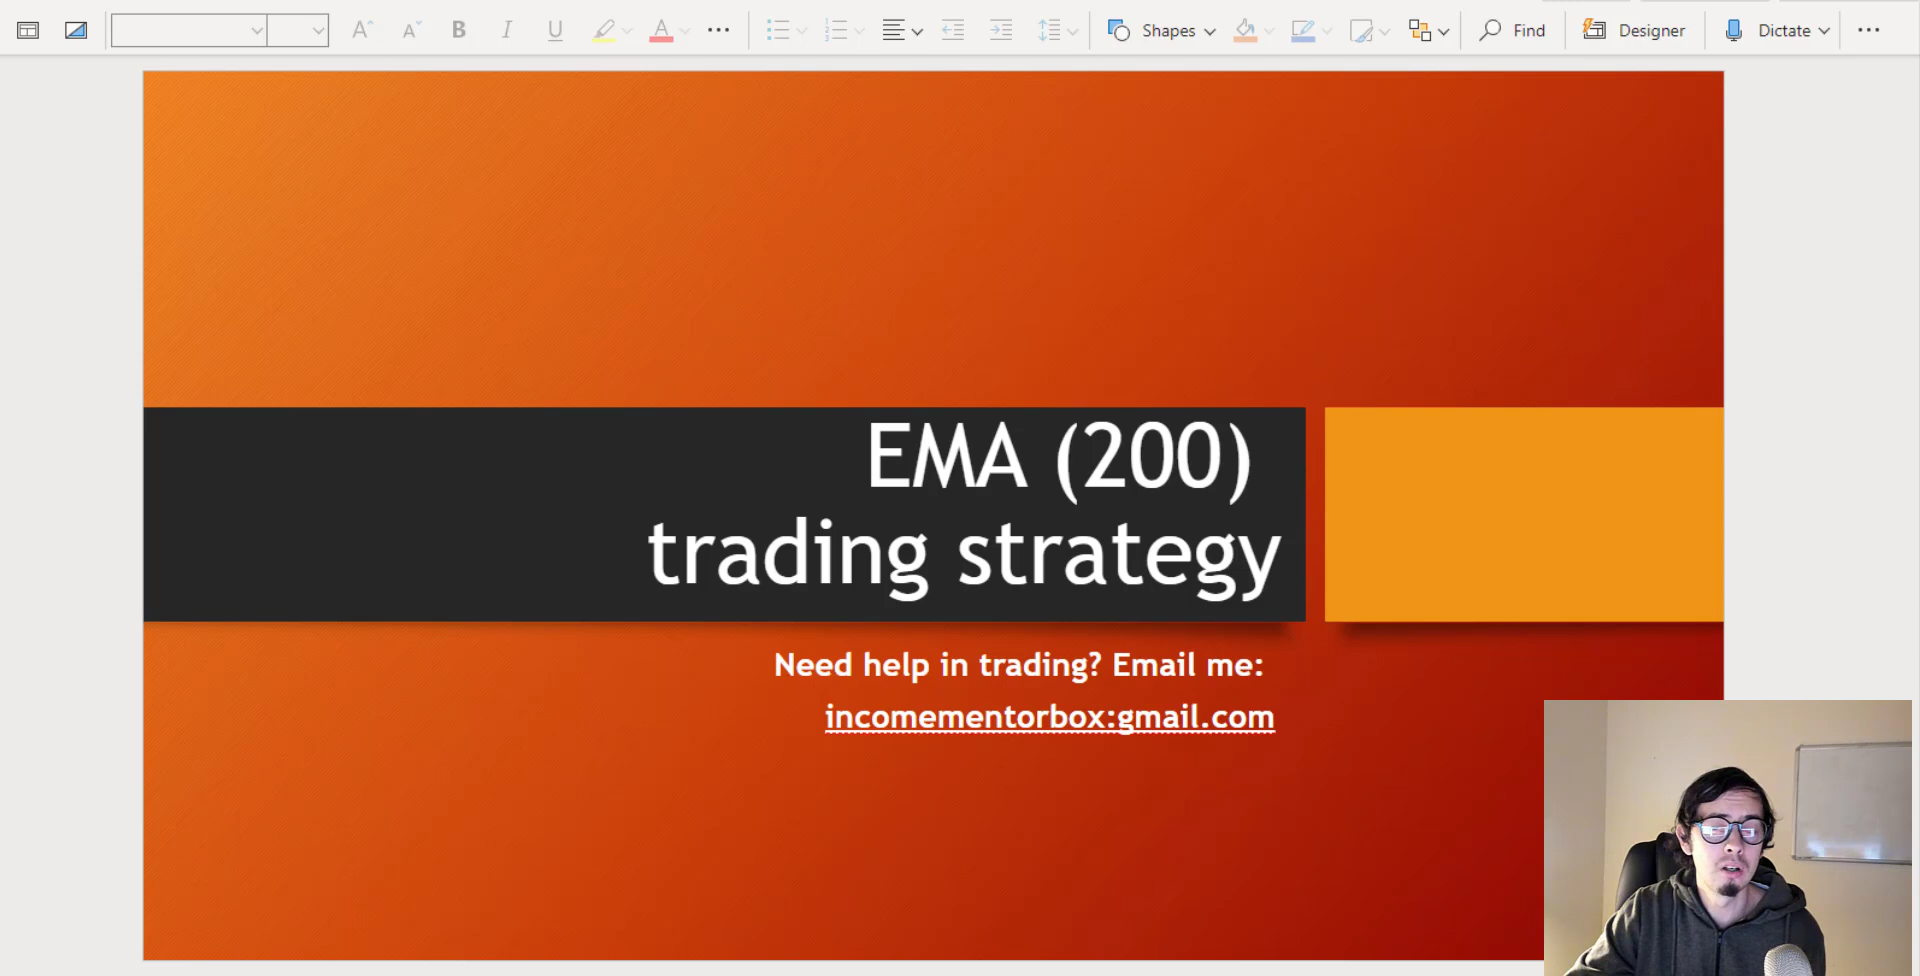 B I U A
Shapes Find Designer Dictate
EMA (200)
trading strategy
Need help in trading? Email me:
incomementorbox:gmail.com